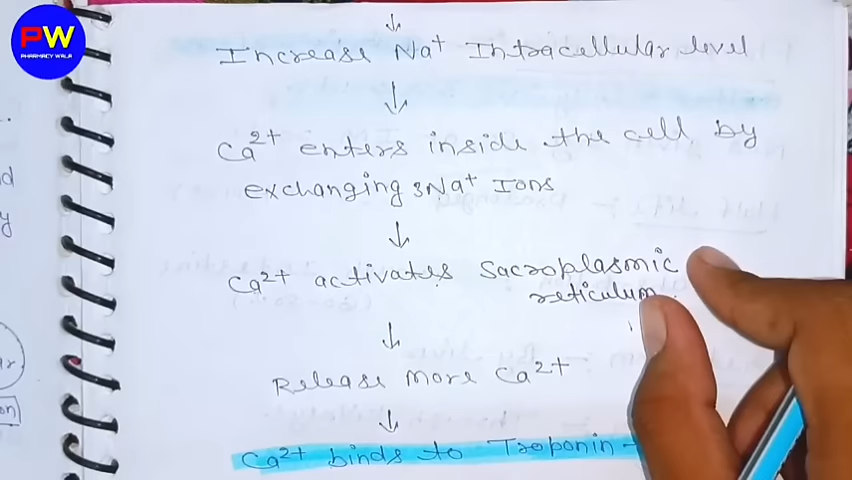 PW
PHARMACY WALA
↓
Increase Na⁺ Intracellular level
↓
Ca²⁺ enters inside the cell by
exchanging 3Na⁺ Ions
↓
Ca²⁺ activates Sacroplasmic
reticulum.
↓
Release more Ca²⁺
↓
Ca²⁺ binds to Troponin -